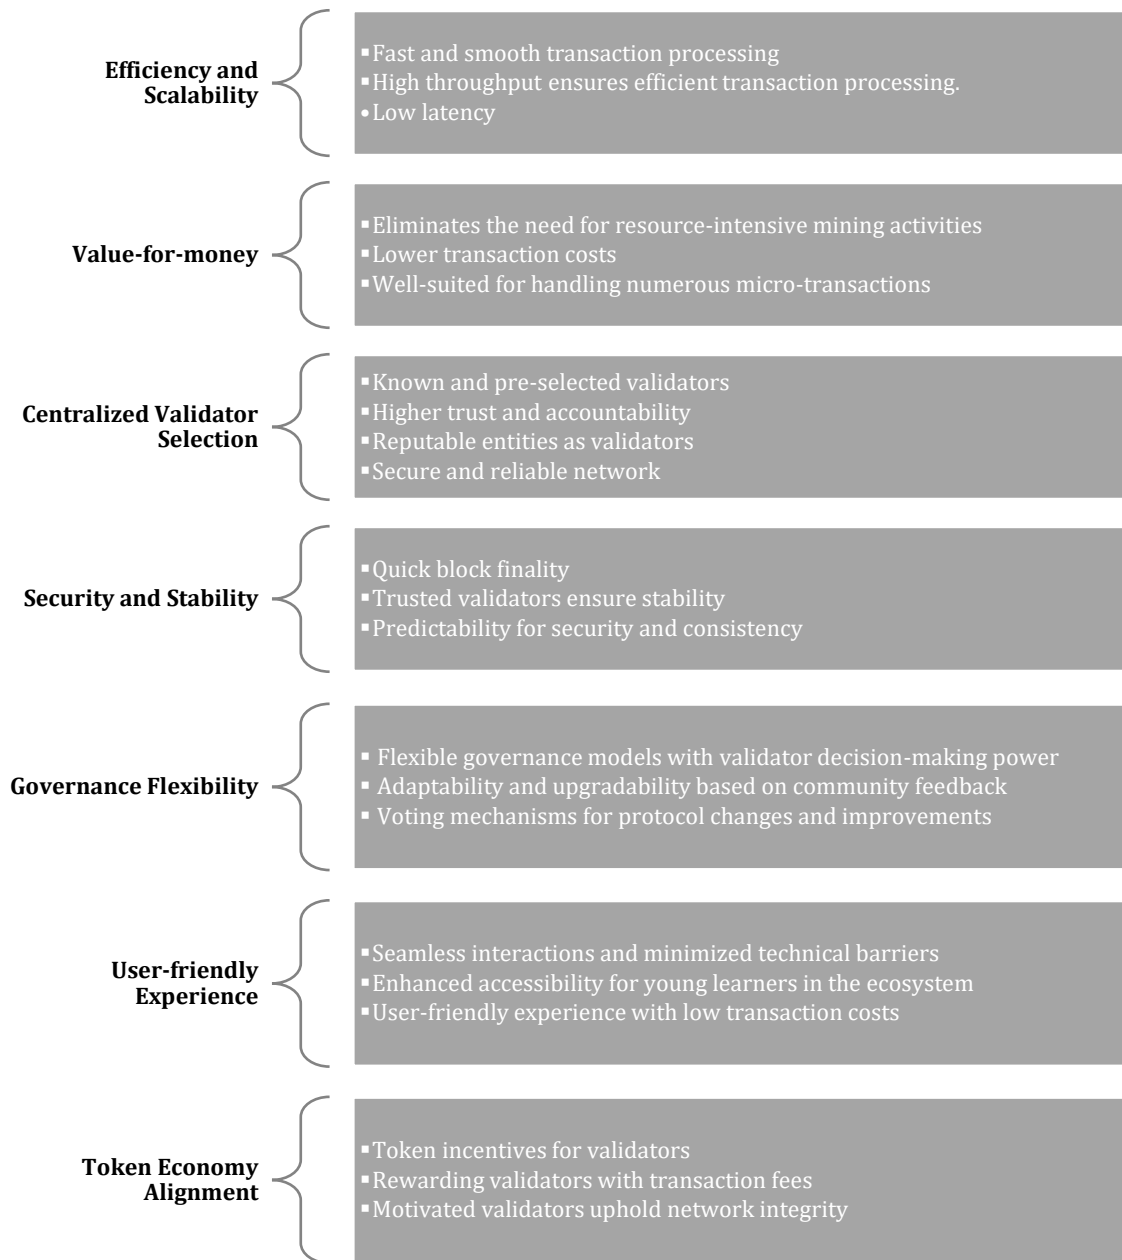 Efficiency and
Scalability
▪Fast and smooth transaction processing
▪High throughput ensures efficient transaction processing.
•Low latency
Value-for-money
▪Eliminates the need for resource-intensive mining activities
▪Lower transaction costs
▪Well-suited for handling numerous micro-transactions
Centralized Validator
Selection
▪Known and pre-selected validators
▪Higher trust and accountability
▪Reputable entities as validators
▪Secure and reliable network
Security and Stability
▪Quick block finality
▪Trusted validators ensure stability
▪Predictability for security and consistency
Governance Flexibility
▪ Flexible governance models with validator decision-making power
▪ Adaptability and upgradability based on community feedback
▪ Voting mechanisms for protocol changes and improvements
User-friendly
Experience
▪Seamless interactions and minimized technical barriers
▪Enhanced accessibility for young learners in the ecosystem
▪User-friendly experience with low transaction costs
Token Economy
Alignment
▪Token incentives for validators
▪Rewarding validators with transaction fees
▪Motivated validators uphold network integrity